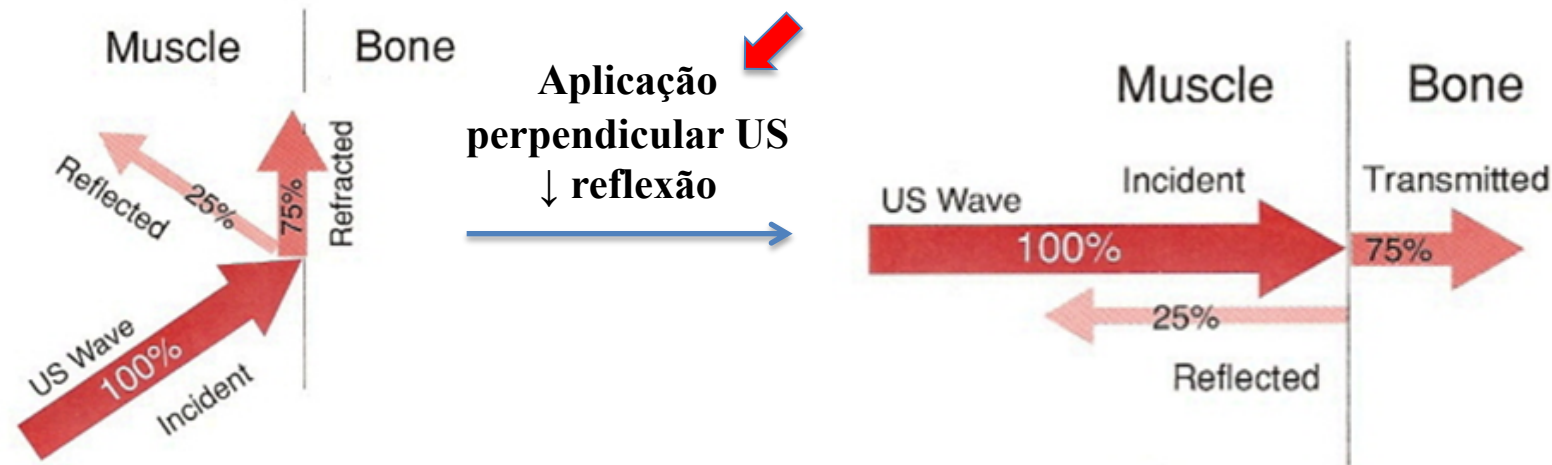 Muscle
Bone
Reflected
25%
75%
Refracted
US Wave
100%
Incident
Aplicação
perpendicular US
↓ reflexão
Muscle
Bone
US Wave
Incident
Transmitted
100%
75%
25%
Reflected